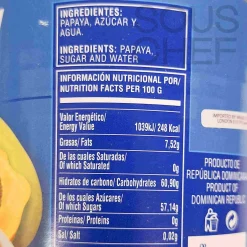 SOUS
CHEF
INGREDIENTES:
PAPAYA, AZÚCAR Y
AGUA.
INGREDIENTS: PAPAYA,
SUGAR AND WATER
INFORMACIÓN NUTRICIONAL POR/
NUTRITION FACTS PER 100 G
Valor Energético/
Energy Value 1039kJ/ 248 Kcal
Grasas/ Fats 7,52g
De las cuales Saturadas/
Of which Saturated 0g
Hidratos de carbono/ Carbohydrates 60,90g
De los cuales Azúcares/
Of which Sugars 57,14g
Proteínas/ Proteins 0g
Sal/ Salt 0,02g
PRODUCTO DE
REPÚBLICA DOMINICANA
PRODUCT OF
DOMINICAN REPUBLIC